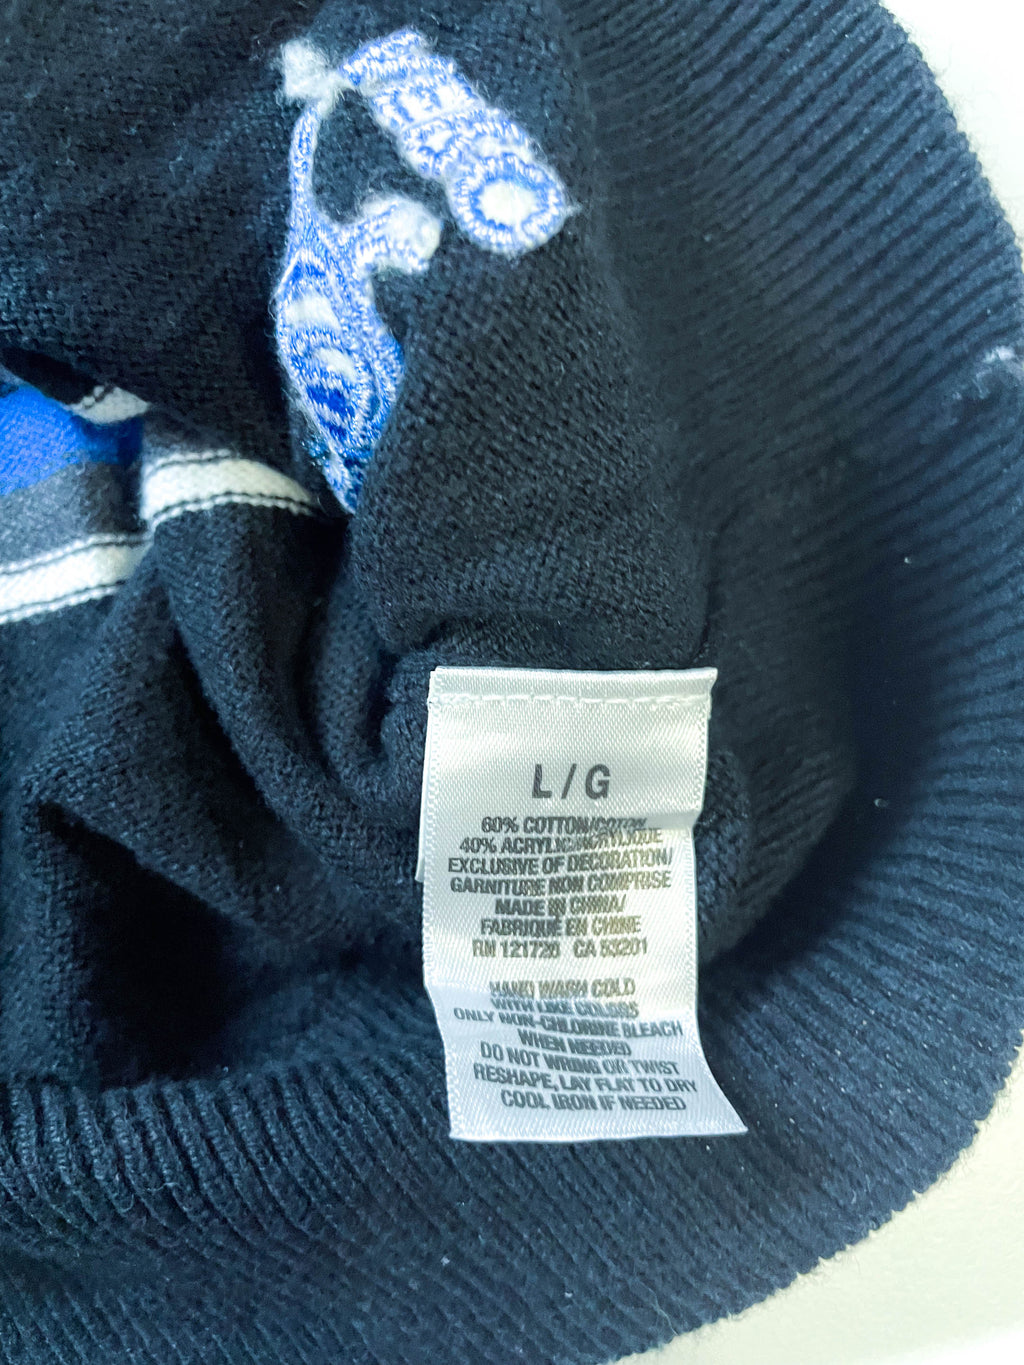 L / G
60% COTTON/COTON
40% ACRYLIC/ACRYLIQUE
EXCLUSIVE OF DECORATION/
GARNITURE NON COMPRISE
MADE IN CHINA/
FABRIQUÉ EN CHINE
RN 121726 CA 53201
HAND WASH COLD
WITH LIKE COLORS
ONLY NON-CHLORINE BLEACH
WHEN NEEDED
DO NOT WRING OR TWIST
RESHAPE, LAY FLAT TO DRY
COOL IRON IF NEEDED